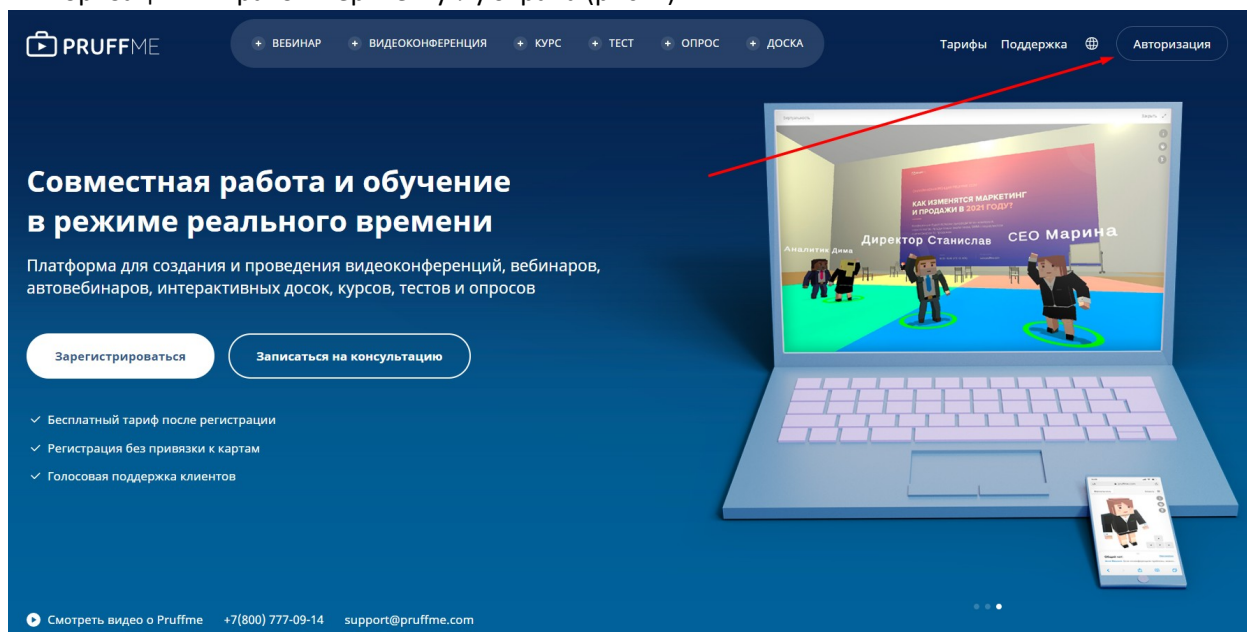 PRUFFME
ВЕБИНАР
ВИДЕОКОНФЕРЕНЦИЯ
КУРС
ТЕСТ
ОПРОС
ДОСКА
Тарифы
Поддержка
Авторизация
Совместная работа и обучение
в режиме реального времени
Платформа для создания и проведения видеоконференций, вебинаров,
автовебинаров, интерактивных досок, курсов, тестов и опросов
Зарегистрироваться
Записаться на консультацию
Бесплатный тариф после регистрации
Регистрация без привязки к картам
Голосовая поддержка клиентов
КАК ИЗМЕНЯТСЯ МАРКЕТИНГ
И ПРОДАЖИ В 2021 ГОДУ?
Аналитик Дима
Директор Станислав
CEO Марина
Смотреть видео о Pruffme
+7(800) 777-09-14
support@pruffme.com